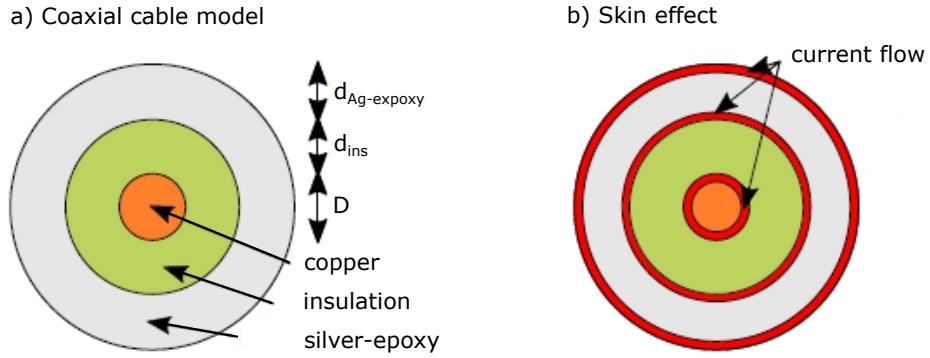 a) Coaxial cable model
b) Skin effect
current flow
dAg-expoxy
dins
D
copper
insulation
silver-epoxy